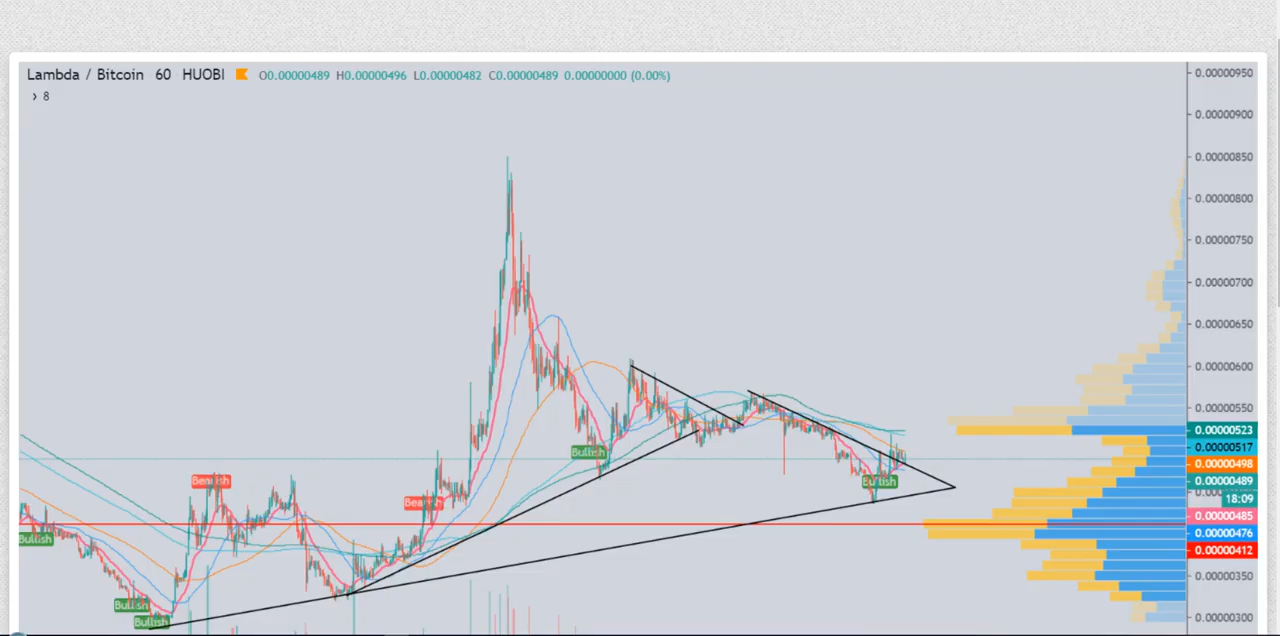 Lambda / Bitcoin 60 HUOBI O0.00000489 H0.00000496 L0.00000482 C0.00000489 0.00000000 (0.00%)
8
0.00000950
0.00000900
0.00000850
0.00000800
0.00000750
0.00000700
0.00000650
0.00000600
0.00000550
0.00000523
0.00000517
Bullish
0.00000498
Bearish
Bullish
0.00000489
18:09
0.00000485
Bullish
0.00000476
0.00000412
0.00000350
Bullish
0.00000300
Bullish